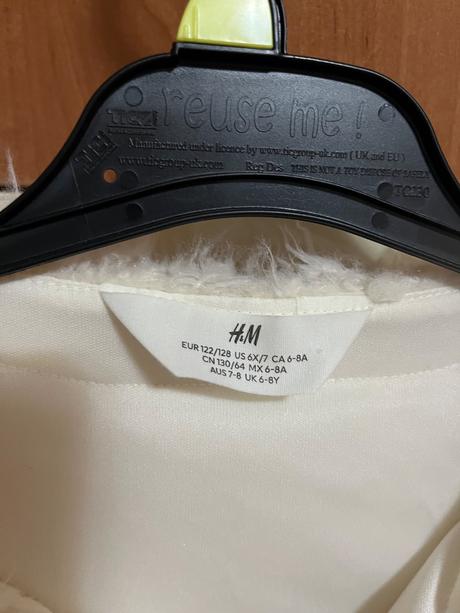 TIC
reuse me!
TIC
Manufactured under licence by www.ticgroup-uk.com ( UK and EU )
www.ticgroup-uk.com Reg Des. THIS IS NOT A TOY DISPOSE OF SAFELY
H&M
EUR 122/128 US 6X/7 CA 6-8A
CN 130/64 MX 6-8A
AUS 7-8 UK 6-8Y